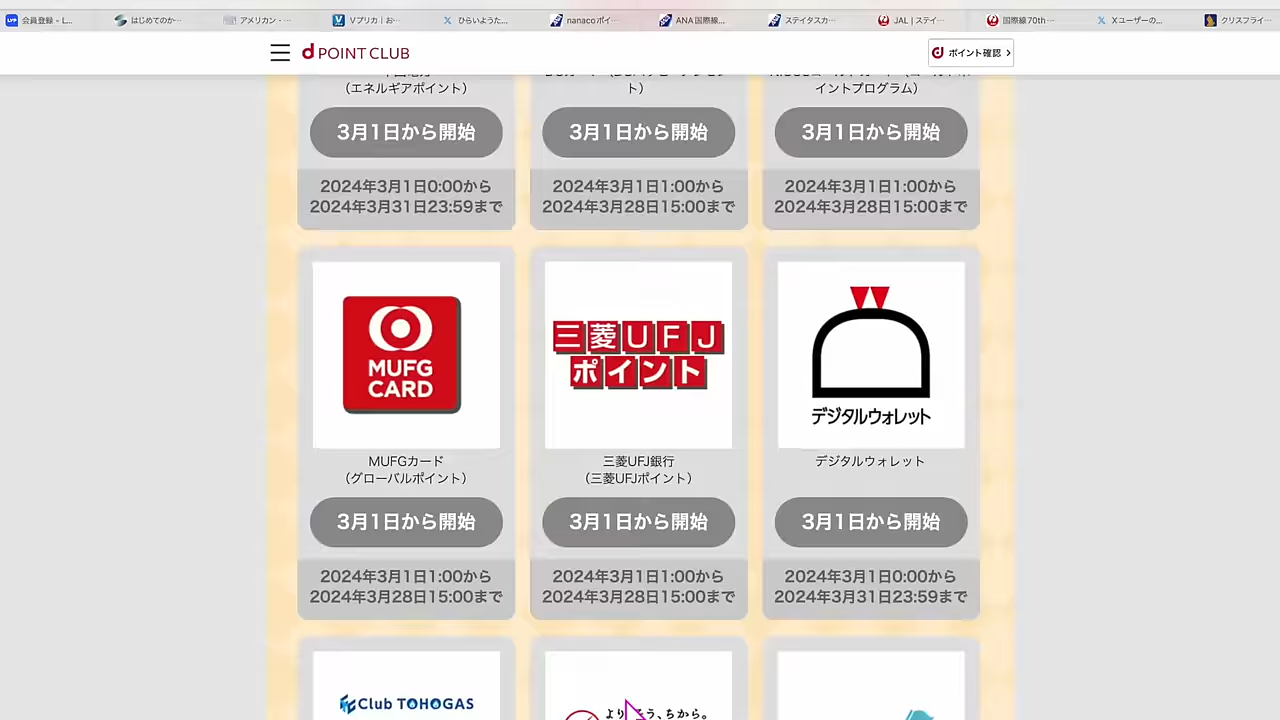 会員登録 - L...
はじめてのか…
アメリカン・…
Vプリカ｜お…
ひらいようた...
nanacoポイ…
ANA国際線...
ステイタスカ…
JAL｜ステイ…
国際線70th…
Xユーザーの...
クリスフライ…
d POINT CLUB
ポイント確認
（エネルギアポイント）
ト）
イントプログラム）
3月1日から開始
3月1日から開始
3月1日から開始
2024年3月1日0:00から
2024年3月31日23:59まで
2024年3月1日1:00から
2024年3月28日15:00まで
2024年3月1日1:00から
2024年3月28日15:00まで
MUFG
CARD
三菱UFJ
ポイント
デジタルウォレット
MUFGカード
（グローバルポイント）
三菱UFJ銀行
（三菱UFJポイント）
デジタルウォレット
3月1日から開始
3月1日から開始
3月1日から開始
2024年3月1日1:00から
2024年3月28日15:00まで
2024年3月1日1:00から
2024年3月28日15:00まで
2024年3月1日0:00から
2024年3月31日23:59まで
Club TOHOGAS
より う、ちから。